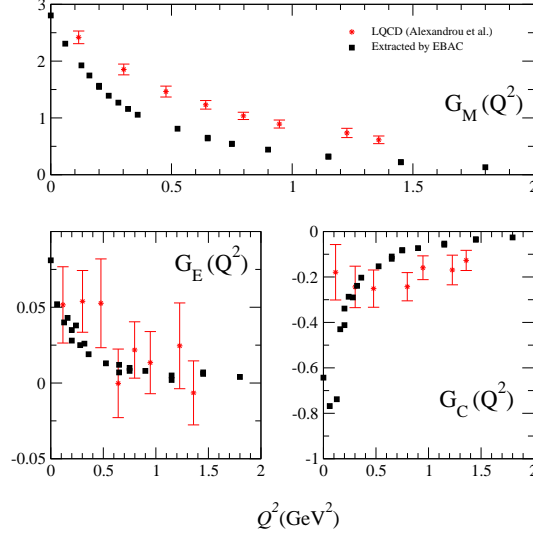 3
2
1
0
LQCD (Alexandrou et al.)
Extracted by EBAC
G_M(Q^2)
0 0.5 1 1.5 2
G_E(Q^2)
0.05
0
-0.05
0 0.5 1 1.5 2
0
-0.2
-0.4
-0.6
-0.8
-1
G_C(Q^2)
0 0.5 1 1.5 2
Q^2(GeV^2)